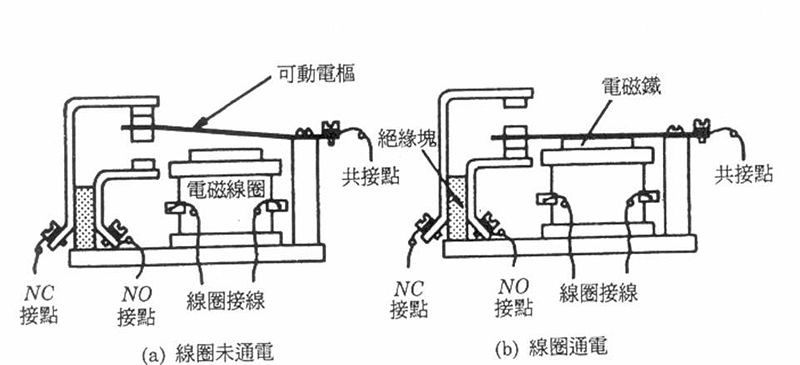 可動電樞
電磁線圈
共接點
NC
接點
NO
接點
線圈接線
(a) 線圈未通電
電磁鐵
絕緣塊
共接點
NC
接點
NO
接點
線圈接線
(b) 線圈通電